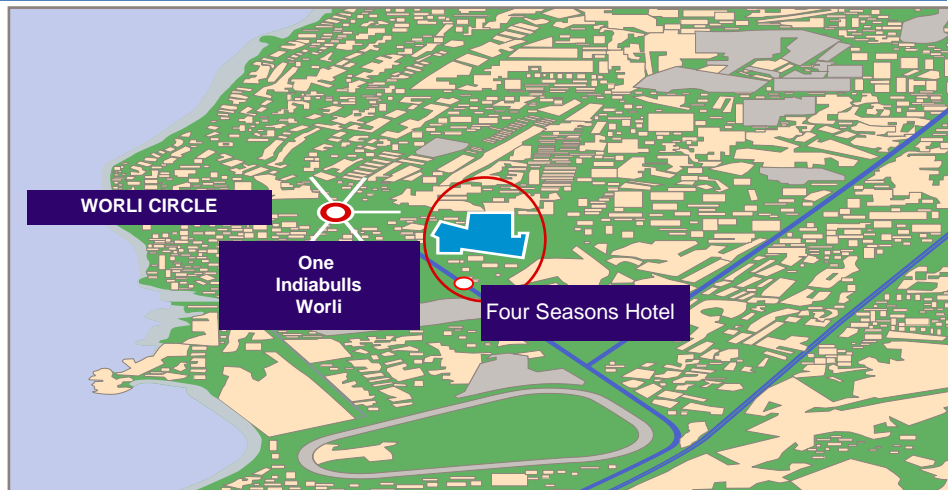 WORLI CIRCLE
One
Indiabulls
Worli
Four Seasons Hotel